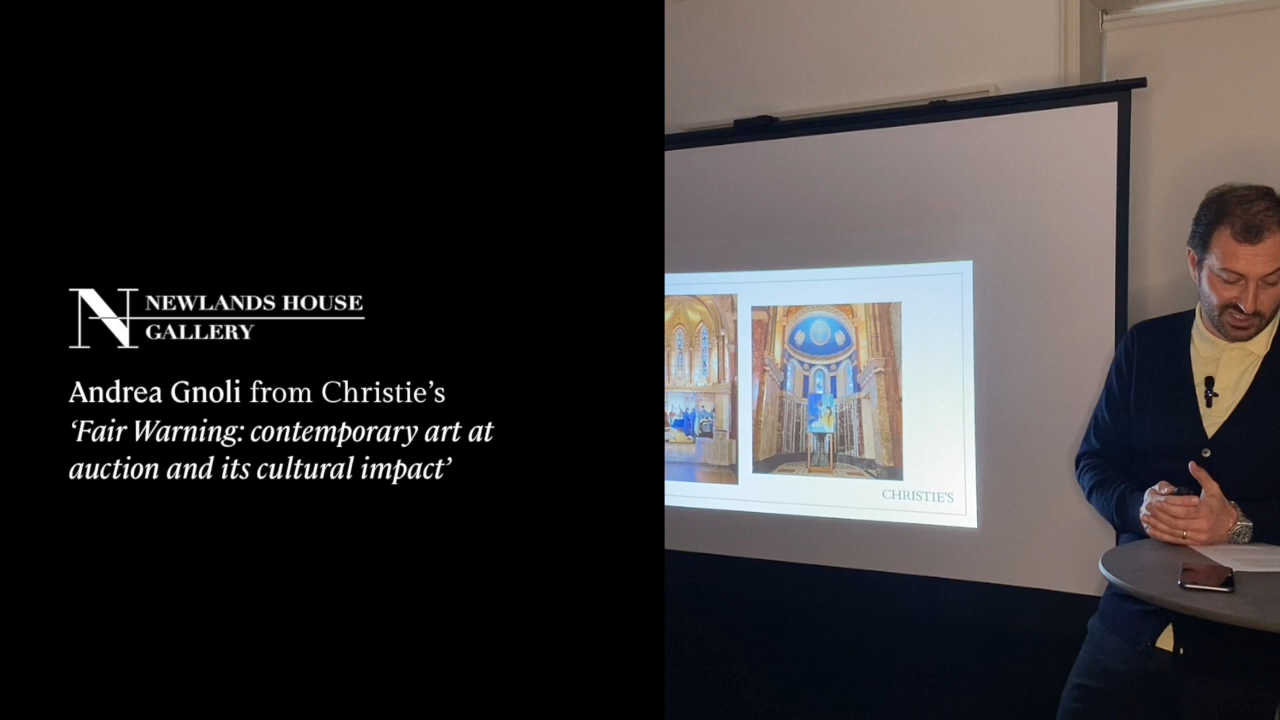 NEWLANDS HOUSE
GALLERY
Andrea Gnoli from Christie’s
‘Fair Warning: contemporary art at
auction and its cultural impact’
CHRISTIE'S